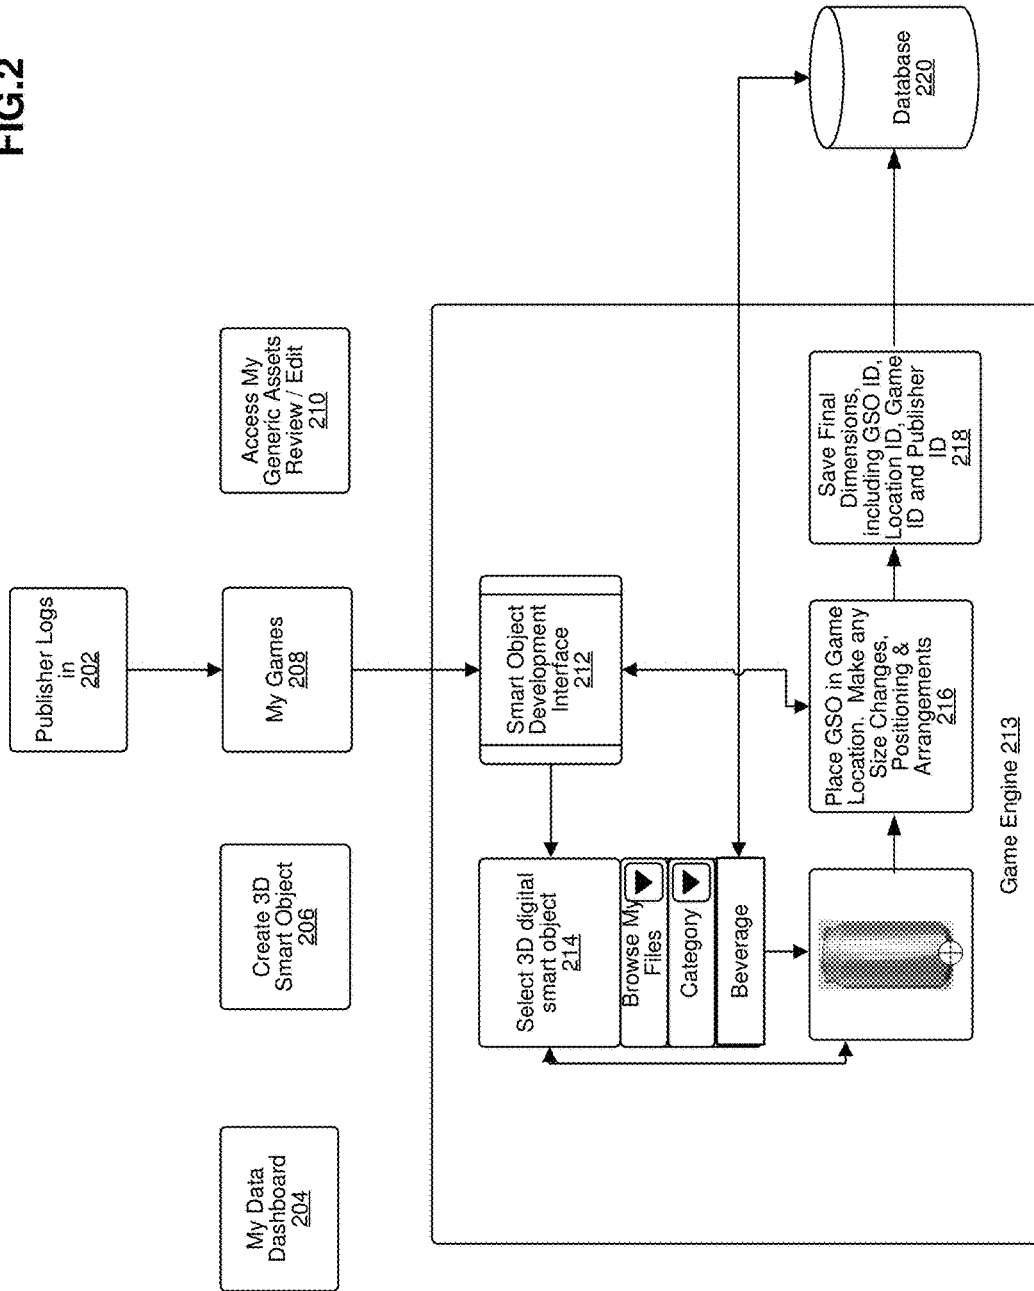 FIG.2
Publisher Logs
in
202
My Data
Dashboard
204
Create 3D
Smart Object
206
My Games
208
Access My
Generic Assets
Review / Edit
210
Smart Object
Development
Interface
212
Select 3D digital
smart object
214
Browse My
Files
Category
Beverage
Place GSO in Game
Location. Make any
Size Changes,
Positioning &
Arrangements
216
Save Final
Dimensions,
including GSO ID,
Location ID, Game
ID and Publisher
ID
218
Database
220
Game Engine 213